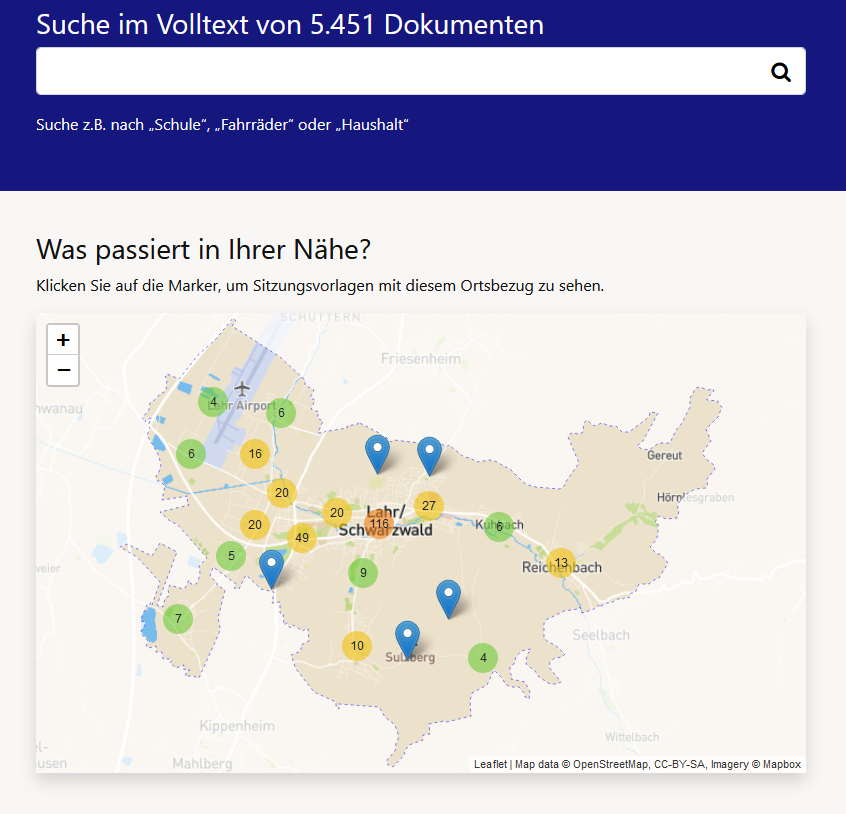 Suche im Volltext von 5.451 Dokumenten
Suche z.B. nach „Schule“, „Fahrräder“ oder „Haushalt“
Was passiert in Ihrer Nähe?
Klicken Sie auf die Marker, um Sitzungsvorlagen mit diesem Ortsbezug zu sehen.
SCHUTTERN
+
−
Friesenheim
4
Lahr Airport
6
6
16
Gereut
20
Hörnlesgraben
27
20
Lahr/
116
Schwarzwald
20
6
Kuhbach
49
5
13
Reichenbach
9
7
Seelbach
10
Sulzberg
4
Kippenheim
Wittelbach
Mahlberg
Leaflet | Map data © OpenStreetMap, CC-BY-SA, Imagery © Mapbox